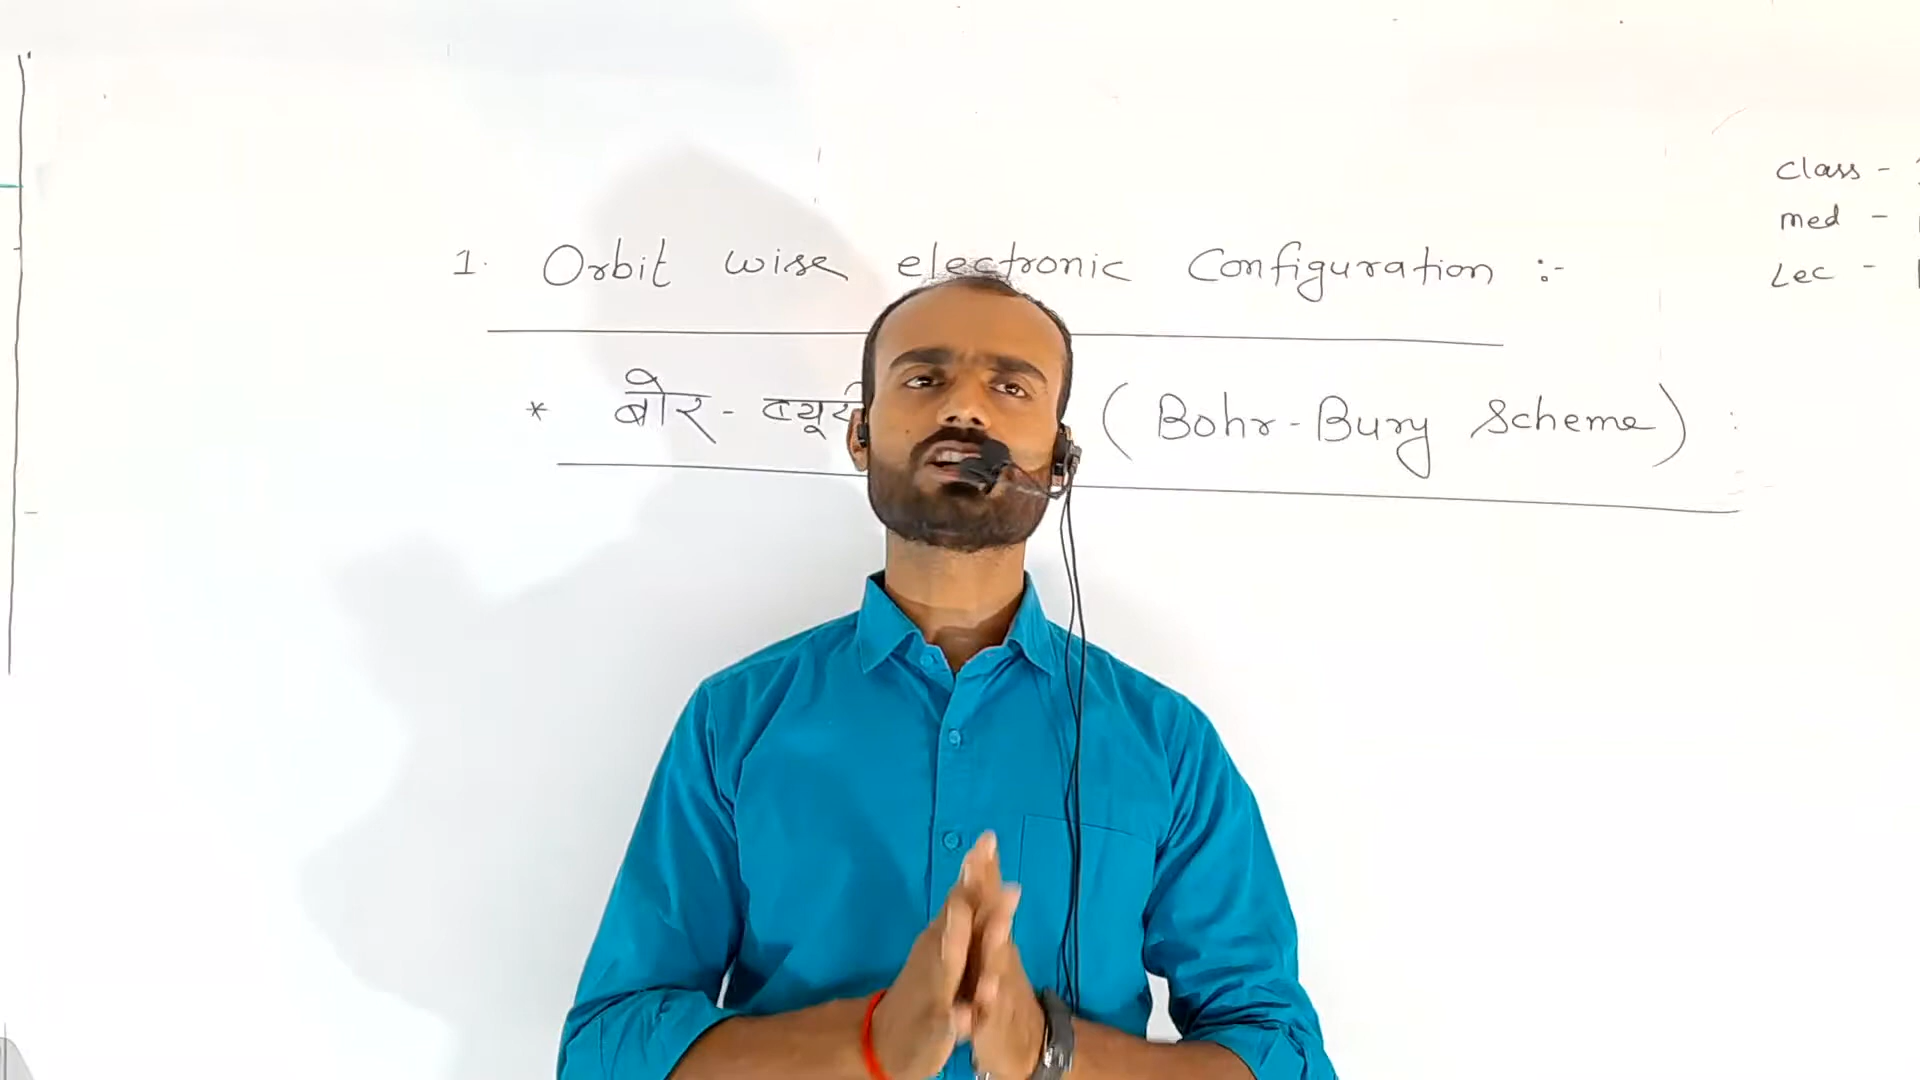 1. Orbit wise electronic Configuration :-
* बोर - ब्यूरी (Bohr-Bury Scheme) :
Class -
med -
Lec -